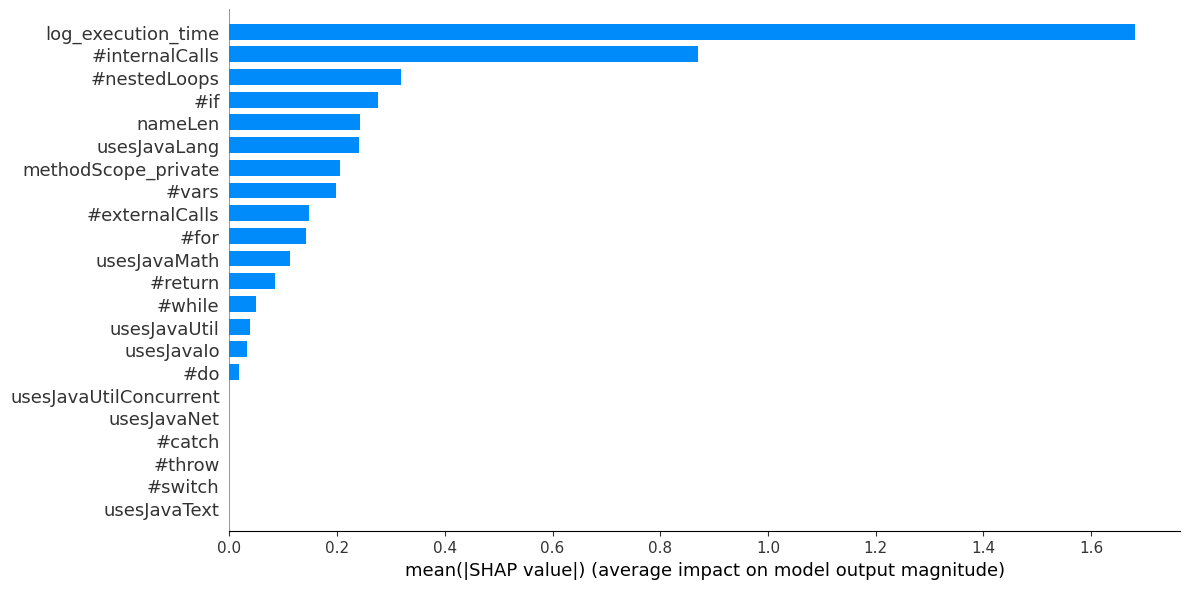 log_execution_time
#internalCalls
#nestedLoops
#if
nameLen
usesJavaLang
methodScope_private
#vars
#externalCalls
#for
usesJavaMath
#return
#while
usesJavaUtil
usesJavaIo
#do
usesJavaUtilConcurrent
usesJavaNet
#catch
#throw
#switch
usesJavaText
0.0 0.2 0.4 0.6 0.8 1.0 1.2 1.4 1.6
mean(|SHAP value|) (average impact on model output magnitude)